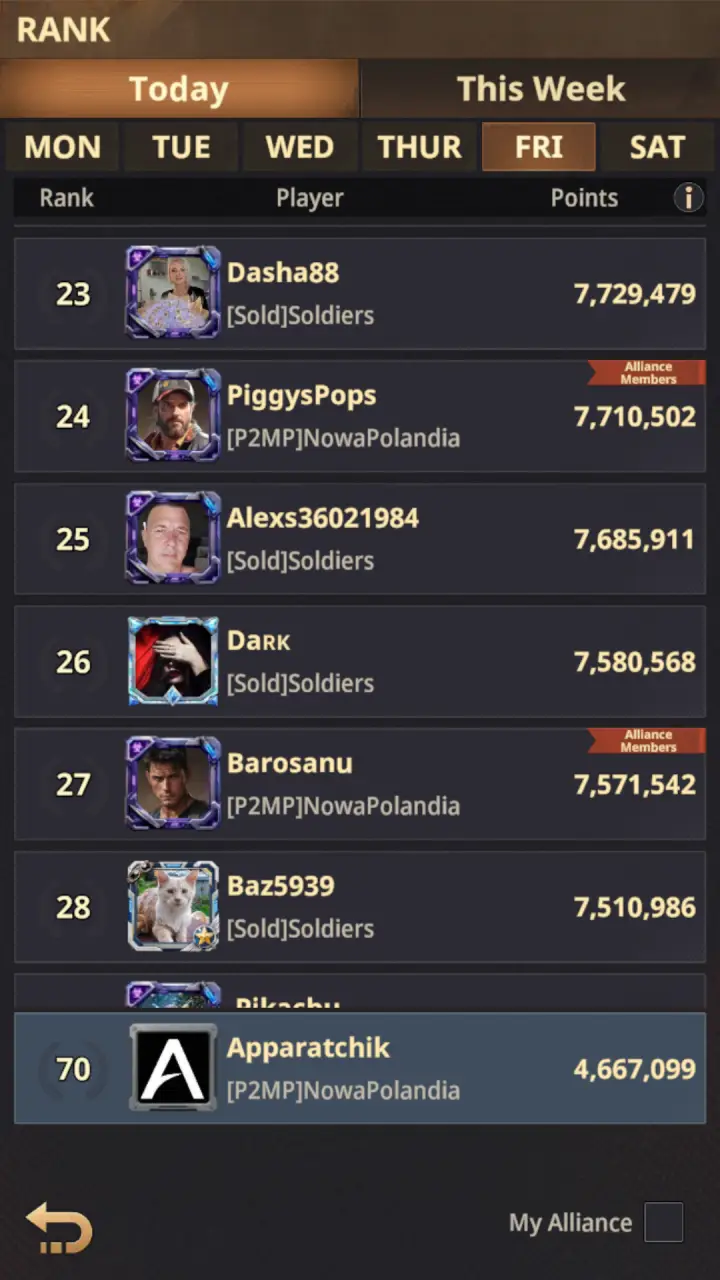 RANK
Today This Week
MON TUE WED THUR FRI SAT
Rank Player Points i
23 Dasha88 7,729,479
[Sold]Soldiers
Alliance Members
24 PiggysPops 7,710,502
[P2MP]NowaPolandia
25 Alexs36021984 7,685,911
[Sold]Soldiers
26 Dᴀʀᴋ 7,580,568
[Sold]Soldiers
Alliance Members
27 Barosanu 7,571,542
[P2MP]NowaPolandia
28 Baz5939 7,510,986
[Sold]Soldiers
Pikachu
70 Apparatchik 4,667,099
[P2MP]NowaPolandia
My Alliance